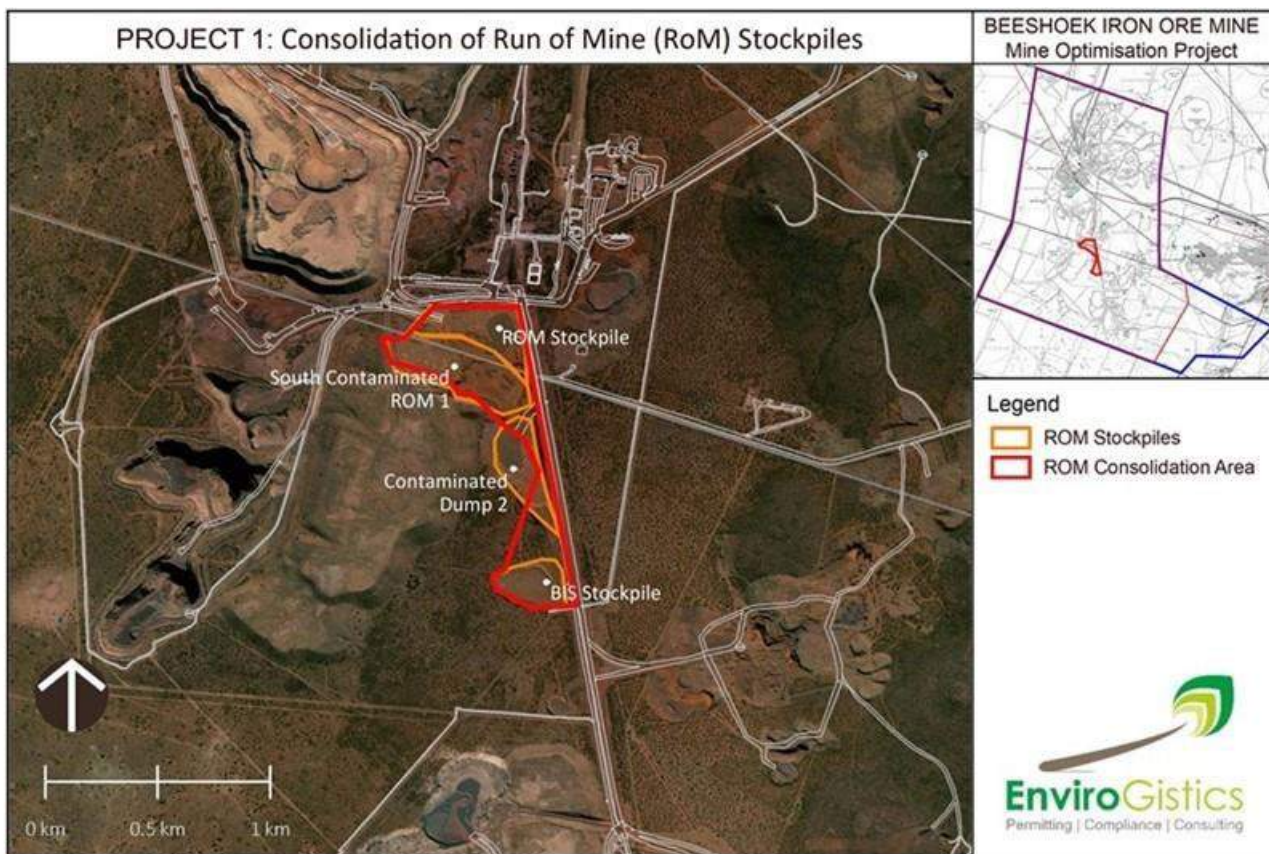 PROJECT 1: Consolidation of Run of Mine (RoM) Stockpiles
BEESHOEK IRON ORE MINE
Mine Optimisation Project
ROM Stockpile
South Contaminated
ROM 1
Contaminated
Dump 2
BIS Stockpile
0 km
0.5 km
1 km
Legend
ROM Stockpiles
ROM Consolidation Area
EnviroGistics
Permitting | Compliance | Consulting